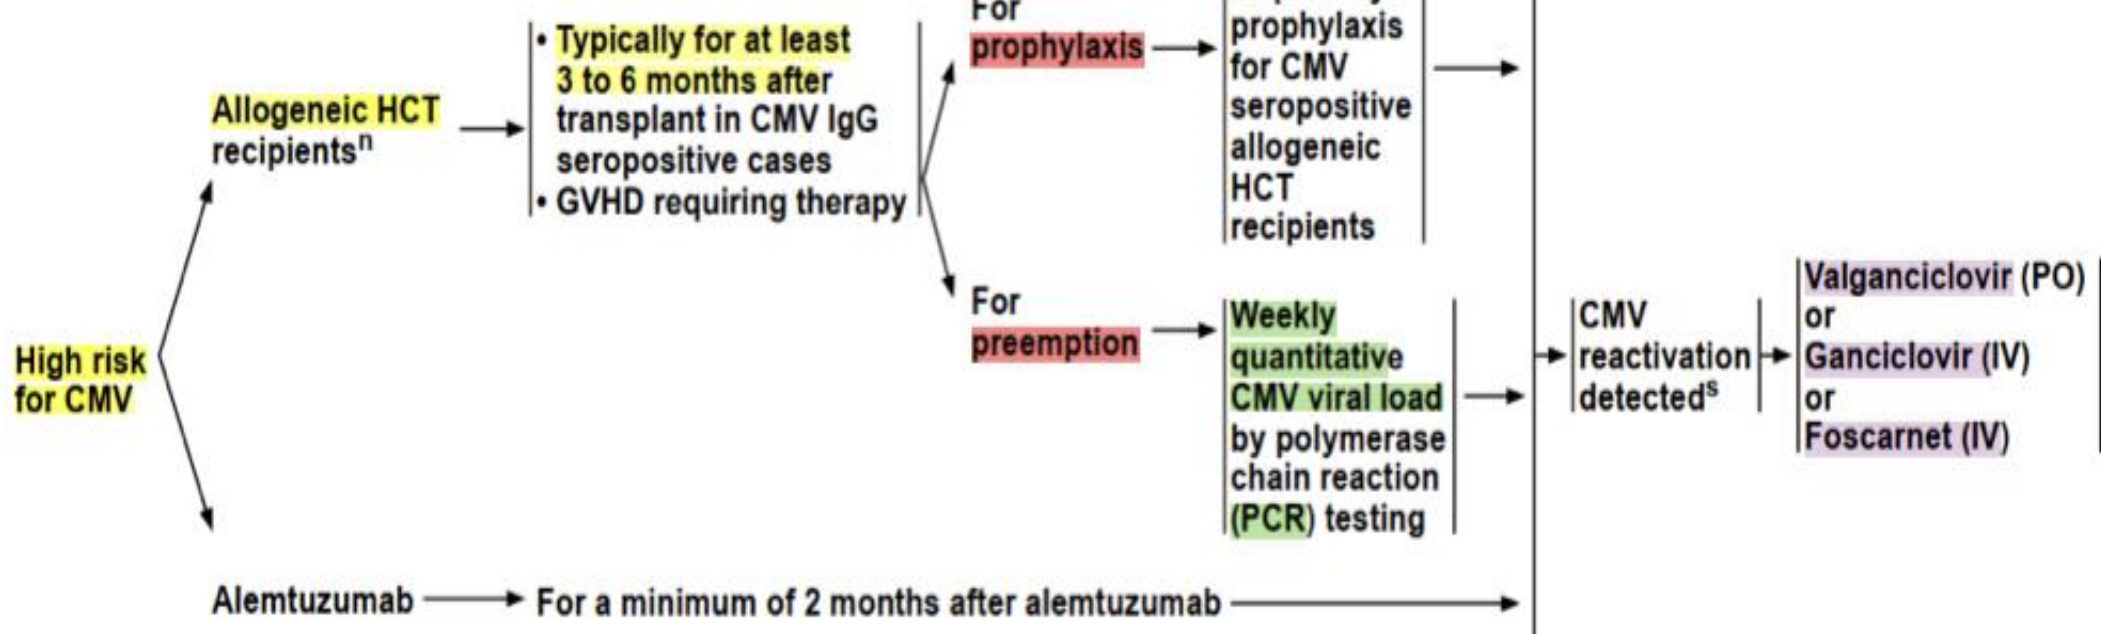 High risk
for CMV
Allogeneic HCT
recipientsⁿ
• Typically for at least
3 to 6 months after
transplant in CMV IgG
seropositive cases
• GVHD requiring therapy
For
prophylaxis
prophylaxis
for CMV
seropositive
allogeneic
HCT
recipients
For
preemption
Weekly
quantitative
CMV viral load
by polymerase
chain reaction
(PCR) testing
Alemtuzumab
For a minimum of 2 months after alemtuzumab
CMV
reactivation
detectedˢ
Valganciclovir (PO)
or
Ganciclovir (IV)
or
Foscarnet (IV)